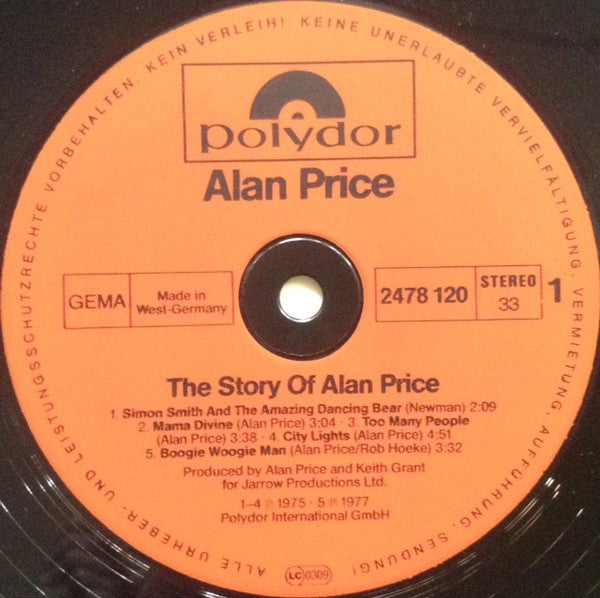 ALLE URHEBER- UND LEISTUNGSSCHUTZRECHTE VORBEHALTEN. KEIN VERLEIH! KEINE UNERLAUBTE VERVIELFÄLTIGUNG, VERMIETUNG, AUFFÜHRUNG, SENDUNG!
polydor
Alan Price
GEMA
Made in
West-Germany
2478 120
STEREO
33
1
The Story Of Alan Price
1. Simon Smith And The Amazing Dancing Bear (Newman) 2:09
2. Mama Divine (Alan Price) 3:04 · 3. Too Many People
(Alan Price) 3:38 · 4. City Lights (Alan Price) 4:51
5. Boogie Woogie Man (Alan Price/Rob Hoeke) 3:32
Produced by Alan Price and Keith Grant
for Jarrow Productions Ltd.
1–4 ℗ 1975 · 5 ℗ 1977
Polydor International GmbH
LC 0309